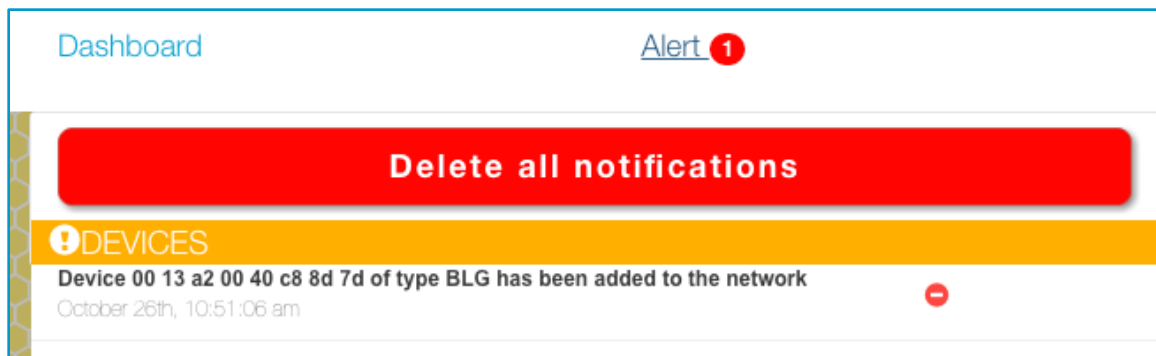 Dashboard
Alert 1
Delete all notifications
DEVICES
Device 00 13 a2 00 40 c8 8d 7d of type BLG has been added to the network
October 26th, 10:51:06 am